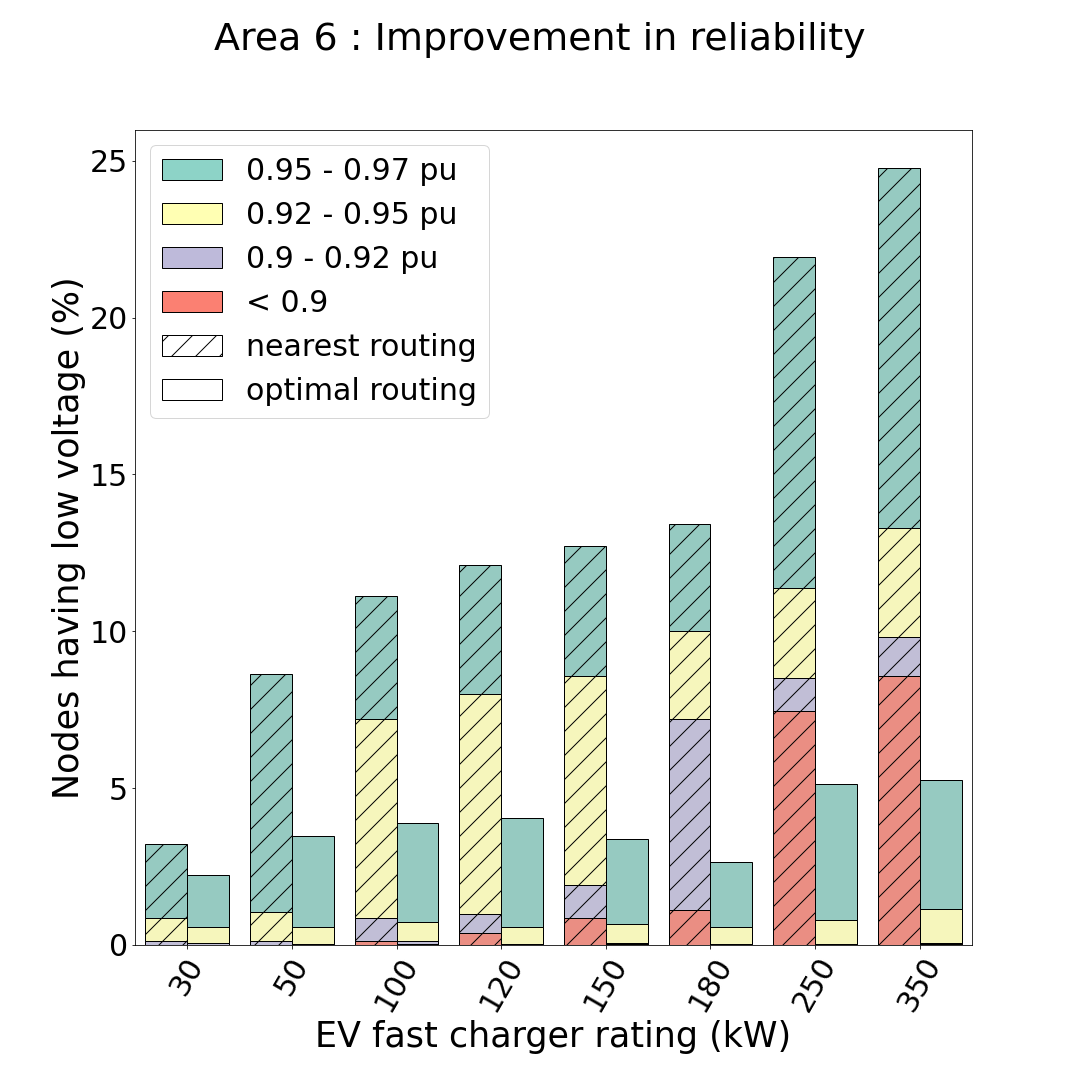 Area 6 : Improvement in reliability
25
20
15
10
5
0
Nodes having low voltage (%)
0.95 - 0.97 pu
0.92 - 0.95 pu
0.9 - 0.92 pu
< 0.9
nearest routing
optimal routing
30
50
100
120
150
180
250
350
EV fast charger rating (kW)